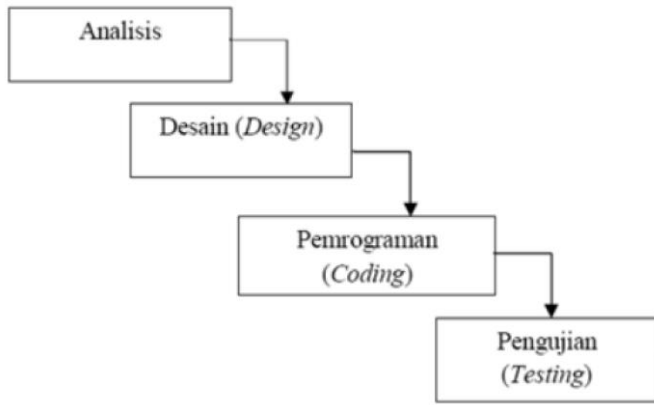 Analisis
Desain (Design)
Pemrograman
(Coding)
Pengujian
(Testing)